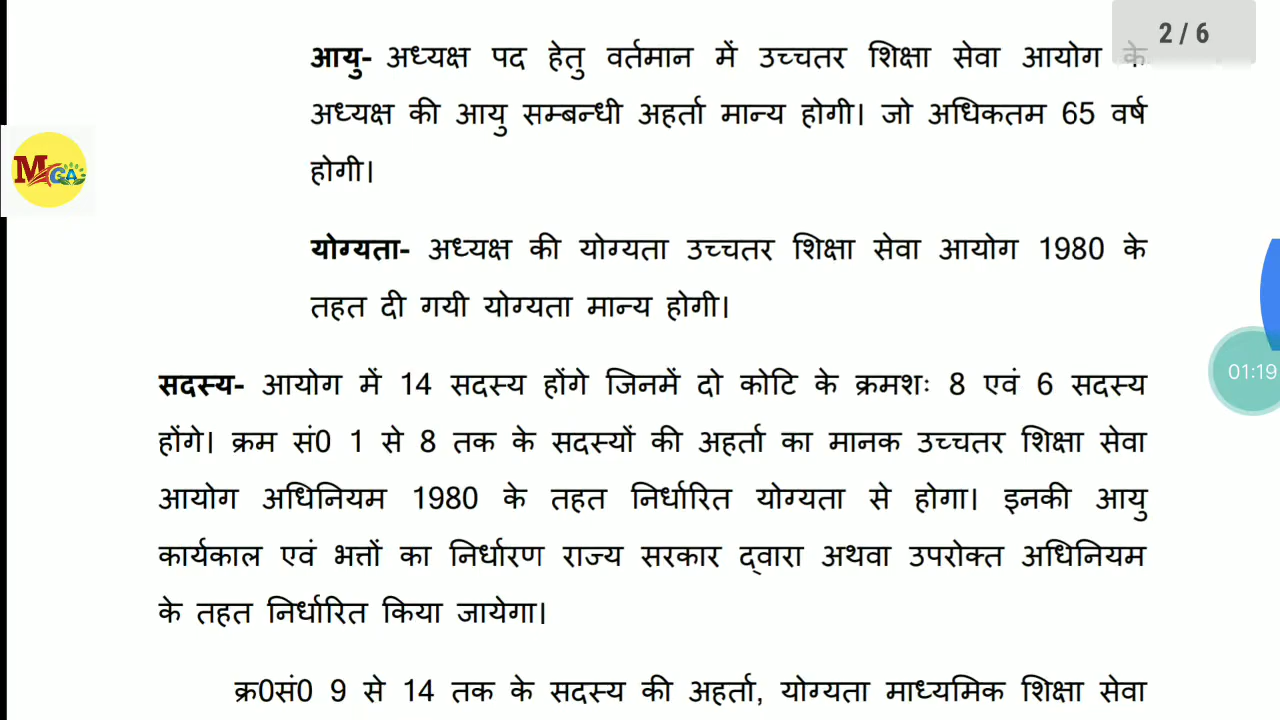 2 / 6
आयु- अध्यक्ष पद हेतु वर्तमान में उच्चतर शिक्षा सेवा आयोग के
अध्यक्ष की आयु सम्बन्धी अहर्ता मान्य होगी। जो अधिकतम 65 वर्ष
होगी।
MGA
योग्यता- अध्यक्ष की योग्यता उच्चतर शिक्षा सेवा आयोग 1980 के
तहत दी गयी योग्यता मान्य होगी।
सदस्य- आयोग में 14 सदस्य होंगे जिनमें दो कोटि के क्रमशः 8 एवं 6 सदस्य
01:19
होंगे। क्रम सं0 1 से 8 तक के सदस्यों की अहर्ता का मानक उच्चतर शिक्षा सेवा
आयोग अधिनियम 1980 के तहत निर्धारित योग्यता से होगा। इनकी आयु
कार्यकाल एवं भत्तों का निर्धारण राज्य सरकार द्वारा अथवा उपरोक्त अधिनियम
के तहत निर्धारित किया जायेगा।
क्र0सं0 9 से 14 तक के सदस्य की अहर्ता, योग्यता माध्यमिक शिक्षा सेवा